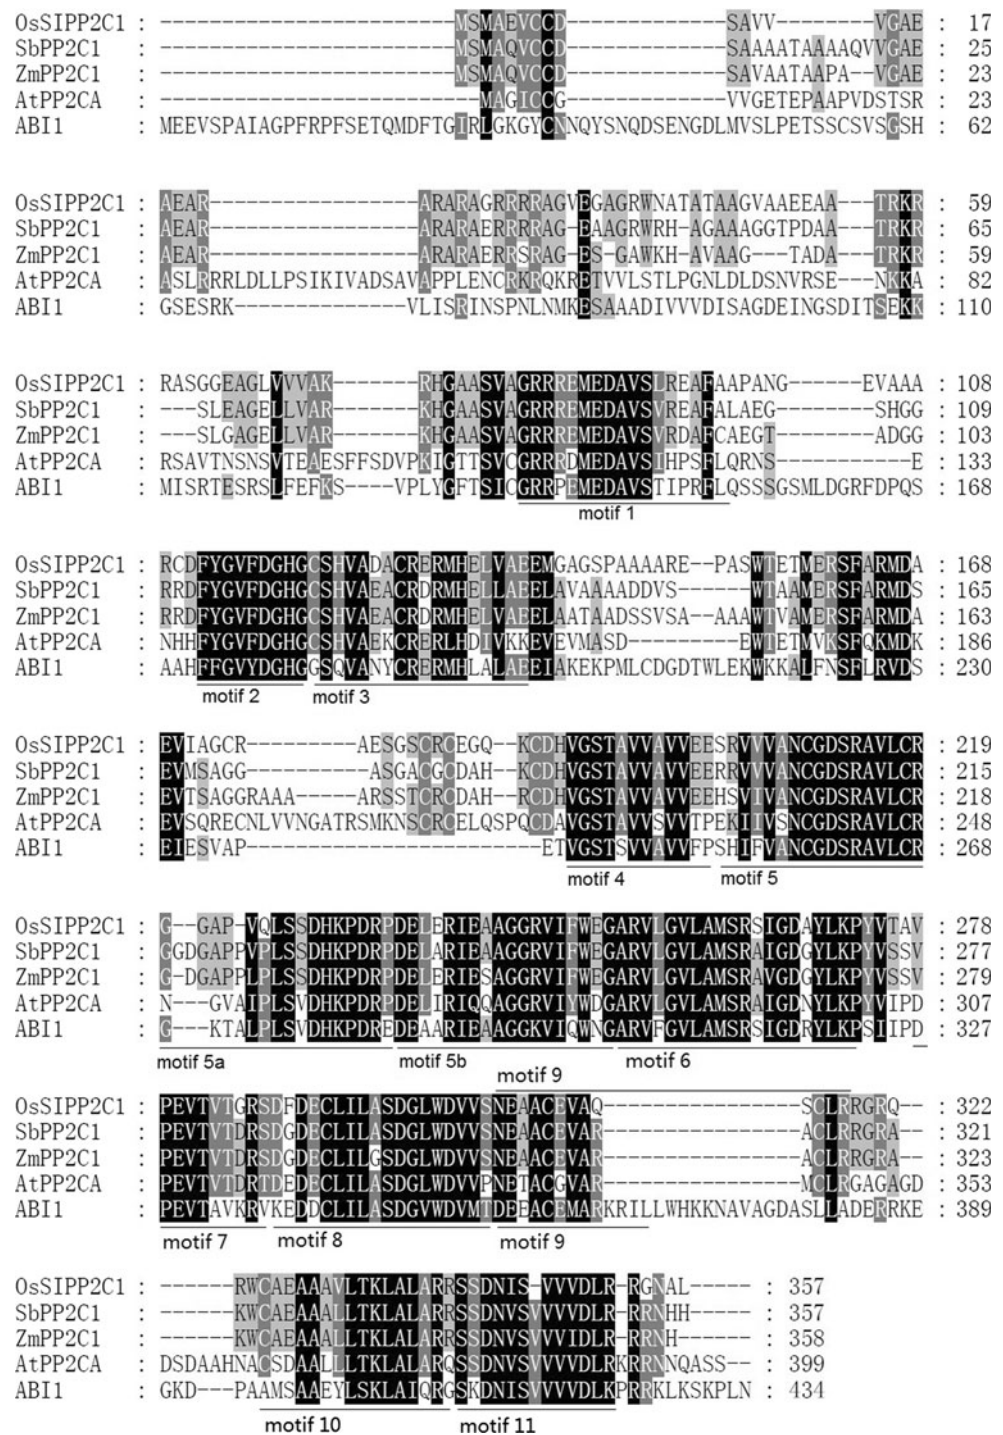 OsSIPP2C1 : ------------------------MSMAEVCCD-------------SAVV-------VGAE : 17
SbPP2C1 : ------------------------MSMAQVCCD-------------SAAAATAAAAQVVGAE : 25
ZmPP2C1 : ------------------------MSMAQVCCD-------------SAVAATAAPA--VGAE : 23
AtPP2CA : --------------------------MAGICCG-------------VVGETEPAAPVDSTSR : 23
ABI1 : MEEVSPAIAGPFRPFSETQMDFTGIRLGKGYCNNQYSNQDSENGDLMVSLPETSSCSVSGSH : 62
OsSIPP2C1 : AEAR-----------------ARARAGRRRRAGVEGAGRWNATATAAGVAAEEAA---TRKR : 59
SbPP2C1 : AEAR-----------------ARARAERRRRAG-EAAGRWRH-AGAAAGGTPDAA---TRKR : 65
ZmPP2C1 : AEAR-----------------ARARAERRSRAG-ES-GAWKH-AVAAG---TADA---TRKR : 59
AtPP2CA : ASLRRRLDLLPSIKIVADSAVAPPLENCRKRQKRETVVLSTLPGNLDLDSNVRSE---NKKA : 82
ABI1 : GSESRK--------------VLISRINSPNLNMKESAAADIVVVDISAGDEINGSDITSEKK : 110
OsSIPP2C1 : RASGGEAGLVVVAK-------RHGAASVAGRRREMEDAVSLREAFAAPANG------EVAAA : 108
SbPP2C1 : ---SLEAGELLVAR-------KHGAASVAGRRREMEDAVSVREAFALAEG--------SHGG : 109
ZmPP2C1 : ---SLGAGELLVAR-------KHGAASVAGRRREMEDAVSVRDAFCAEGT--------ADGG : 103
AtPP2CA : RSAVTNSNSVTEAESFFSDVPKIGTTSVCGRRRDMEDAVSIHPSFLQRNS-----------E : 133
ABI1 : MISRTESRSLFEFKS-----VPLYGFTSICGRRPEMEDAVSTIPRFLQSSSGSMLDGRFDPQS : 168
motif 1
OsSIPP2C1 : RCDFYGVFDGHGCSHVADACRERMHELVAEEMGAGSPAAAARE--PASWTETMERSFARMDA : 168
SbPP2C1 : RRDFYGVFDGHGCSHVAEACRDRMHELLAEELAVAAAADDVS------WTAAMERSFARMDS : 165
ZmPP2C1 : RRDFYGVFDGHGCSHVAEACRDRMHELLAEELAATAADSSVSA--AAAWTVAMERSFARMDS : 163
AtPP2CA : NHHFYGVFDGHGCSHVAEKCRERLHDIVKKEVEVMASD---------EWTETMVKSFQKMDK : 186
ABI1 : AAHFFGVYDGHGGSQVANYCRERMHLALAEEIAKEKPMLCDGDTWLEKWKKALFNSFLRVDS : 230
motif 2 motif 3
OsSIPP2C1 : EVIAGCR---------AESGSCRCEGQ--KCDHVGSTAVVAVVEESRVVVANCGDSRAVLCR : 219
SbPP2C1 : EVMSAGG----------ASGACGCDAH--KCDHVGSTAVVAVVEERRVVVANCGDSRAVLCR : 215
ZmPP2C1 : EVTSAGGRAAA-----ARSSTCRCDAH--RCDHVGSTAVVAVVEEHSVIVANCGDSRAVLCR : 218
AtPP2CA : EVSQRECNLVVNGATRSMKNSCRCELQSPQCDAVGSTAVVSVVTPEKIIVSNCGDSRAVLCR : 248
ABI1 : EIESVAP------------------------ETVGSTSVVAVVFPSHIFVANCGDSRAVLCR : 268
motif 4 motif 5
OsSIPP2C1 : G--GAP-VQLSSDHKPDRPDELERIEAAGGRVIFWEGARVLGVLAMSRSIGDAYLKPYVTAV : 278
SbPP2C1 : GGDGAPPVPLSSDHKPDRPDELARIEAAGGRVIFWEGARVLGVLAMSRSIGDGYLKPYVSSV : 277
ZmPP2C1 : G-DGAPPLPLSSDHKPDRPDELERIESAGGRVIFWEGARVLGVLAMSRAVGDGYLKPYVSSV : 279
AtPP2CA : N---GVAIPLSVDHKPDRPDELIRIQQAGGRVIYWDGARVLGVLAMSRAIGDNYLKPYVIPD : 307
ABI1 : G---KTALPLSVDHKPDREDEAARIEAAGGKVIQWNGARVFGVLAMSRSIGDRYLKPSIIPD : 327
motif 5a motif 5b motif 6
motif 9
OsSIPP2C1 : PEVTVTGRSDFDECLILASDGLWDVVSNEAACEVAQ----------------SCLRRGRQ-- : 322
SbPP2C1 : PEVTVTDRSDGDECLILASDGLWDVVSNEAACEVAR----------------ACLRRGRA-- : 321
ZmPP2C1 : PEVTVTDRSDGDECLILGSDGLWDVVSNEAACEVAR----------------ACLRRGRA-- : 323
AtPP2CA : PEVTVTDRTDEDECLILASDGLWDVVPNETACGVAR----------------MCLRGAGAGD : 353
ABI1 : PEVTAVKRVKEDDCLILASDGVWDVMTDEEACEMARKRILLWHKKNAVAGDASLLADERRKE : 389
motif 7 motif 8 motif 9
OsSIPP2C1 : ------RWCAEAAAVLTKLALARRSSDNIS-VVVDLR-RGNAL----- : 357
SbPP2C1 : ------KWCAEAAALLTKLALARRSSDNVSVVVVDLR-RRNHH----- : 357
ZmPP2C1 : ------KWCAEAAALLTKLALARRSSDNVSVVVIDLR-RRNH------ : 358
AtPP2CA : DSDAAHNACSDAALLLTKLALARQSSDNVSVVVVDLRKRRNNQASS-- : 399
ABI1 : GKD---PAAMSAAEYLSKLAIQRGSKDNISVVVVDLKPRRKLKSKPLN : 434
motif 10 motif 11